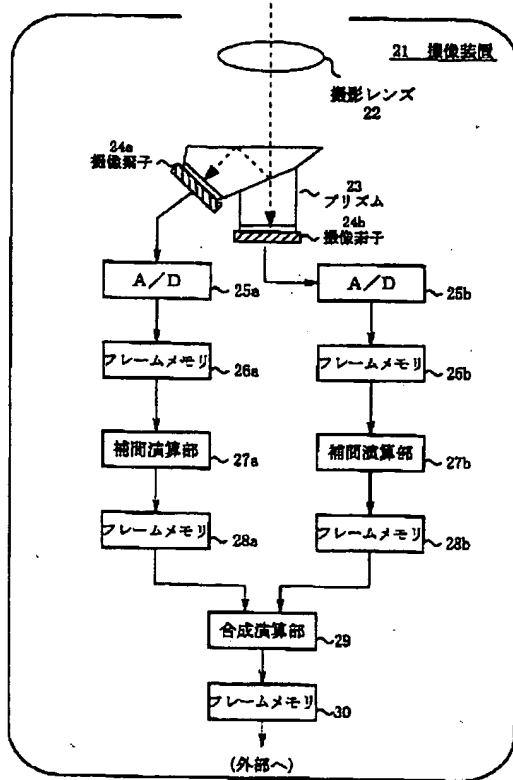 21 撮像装置
撮影レンズ
22
24a
撮像素子
23
プリズム
24b
撮像素子
A/D
25a
A/D
25b
フレームメモリ
26a
フレームメモリ
26b
補間演算部
27a
補間演算部
27b
フレームメモリ
28a
フレームメモリ
28b
合成演算部
29
フレームメモリ
30
(外部へ)